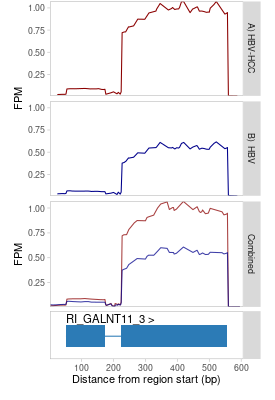 1.00
0.75
0.50
0.25
A) HBV-HCC
FPM
1.00
0.75
0.50
0.25
B) HBV
1.00
0.75
0.50
0.25
Combined
FPM
RI_GALNT11_3 >
100 200 300 400 500 600
Distance from region start (bp)